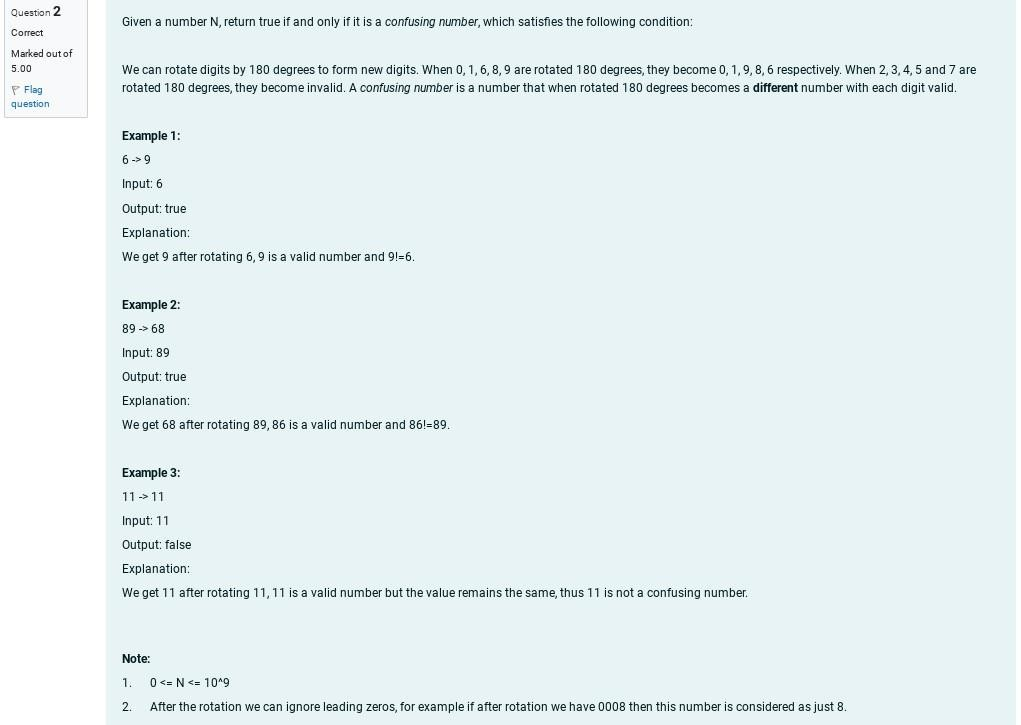 Question 2
Correct
Marked out of
5.00
Flag
question
Given a number N, return true if and only if it is a confusing number, which satisfies the following condition:
We can rotate digits by 180 degrees to form new digits. When 0, 1, 6, 8, 9 are rotated 180 degrees, they become 0, 1, 9, 8, 6 respectively. When 2, 3, 4, 5 and 7 are
rotated 180 degrees, they become invalid. A confusing number is a number that when rotated 180 degrees becomes a different number with each digit valid.
Example 1:
6 -> 9
Input: 6
Output: true
Explanation:
We get 9 after rotating 6, 9 is a valid number and 9!=6.
Example 2:
89 -> 68
Input: 89
Output: true
Explanation:
We get 68 after rotating 89, 86 is a valid number and 86!=89.
Example 3:
11 -> 11
Input: 11
Output: false
Explanation:
We get 11 after rotating 11, 11 is a valid number but the value remains the same, thus 11 is not a confusing number.
Note:
1. 0 <= N <= 10^9
2. After the rotation we can ignore leading zeros, for example if after rotation we have 0008 then this number is considered as just 8.